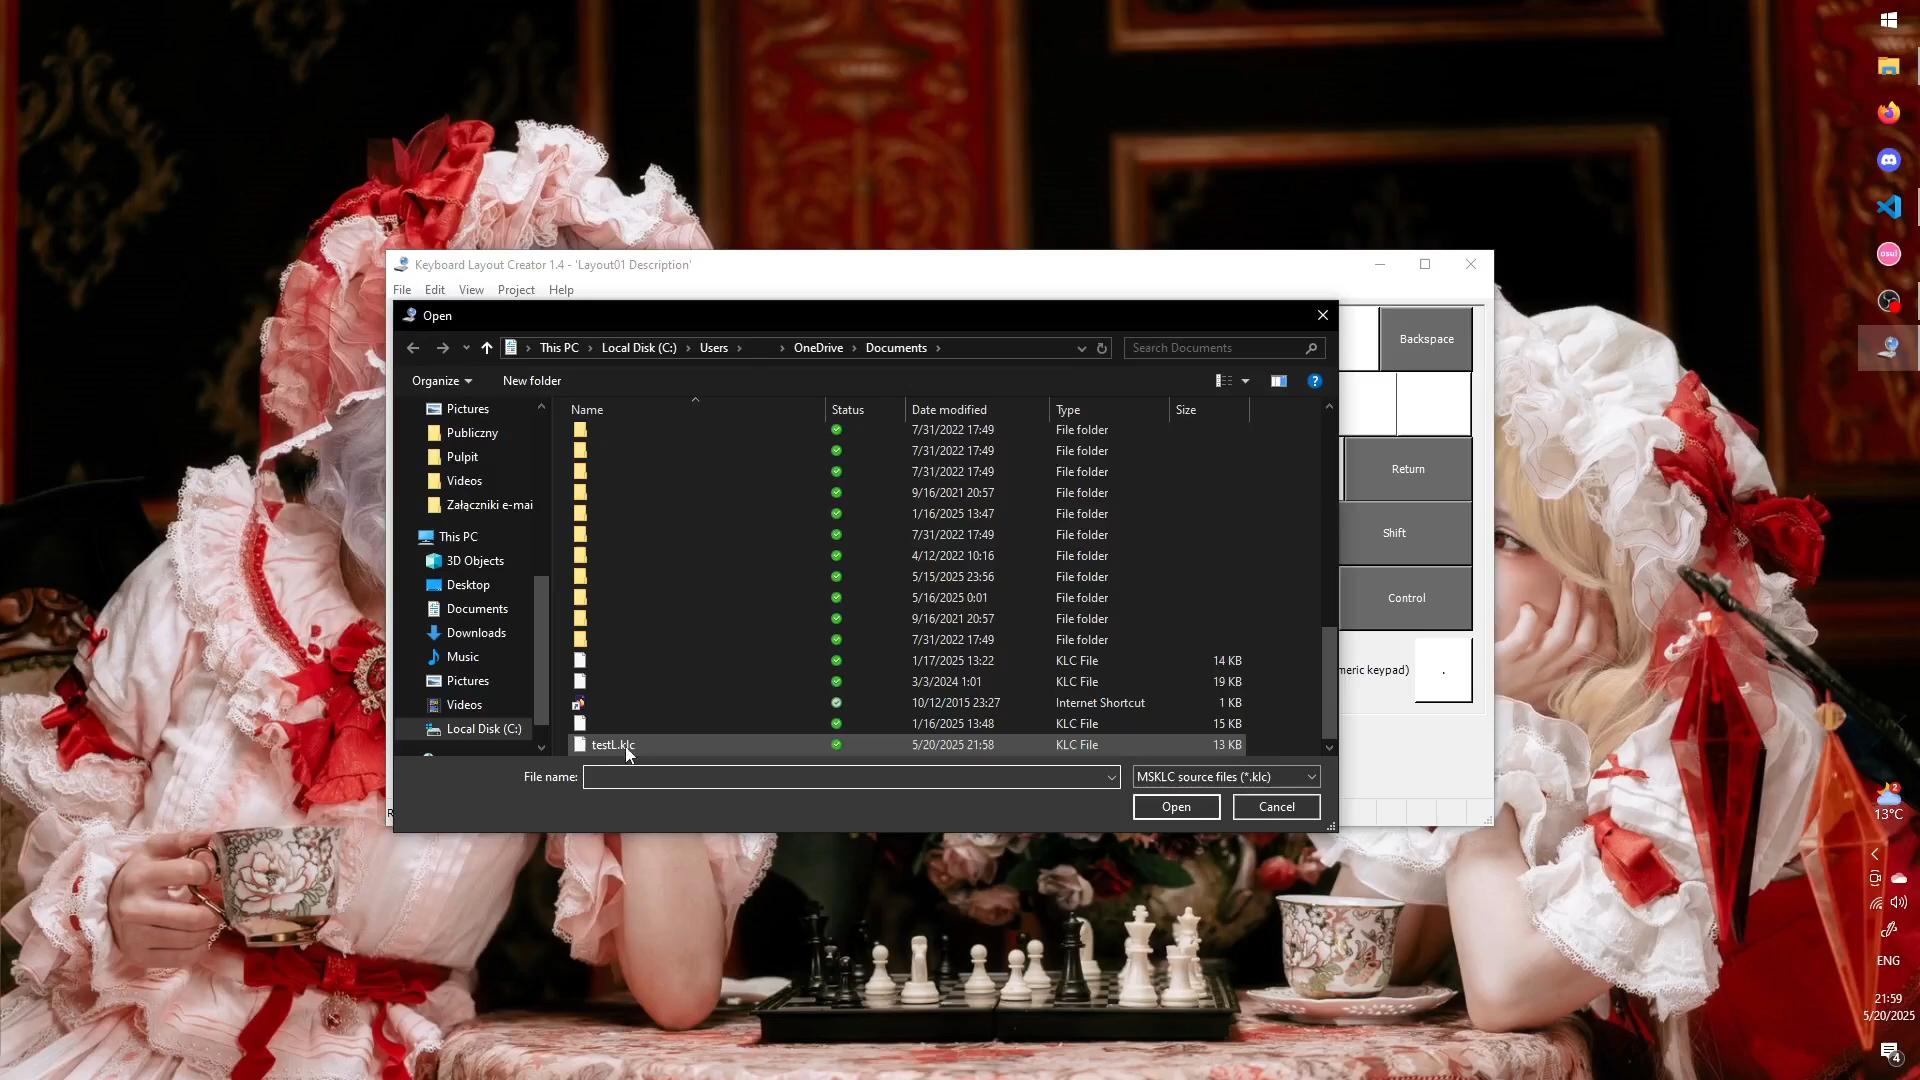 Keyboard Layout Creator 1.4 - 'Layout01 Description'
File Edit View Project Help
Open
This PC Local Disk (C:) Users OneDrive Documents
Search Documents
Organize New folder
Name Status Date modified Type Size
Pictures
Publiczny
Pulpit
Videos
Załączniki e-mai
This PC
3D Objects
Desktop
Documents
Downloads
Music
Pictures
Videos
Local Disk (C:)
7/31/2022 17:49 File folder
7/31/2022 17:49 File folder
7/31/2022 17:49 File folder
9/16/2021 20:57 File folder
1/16/2025 13:47 File folder
7/31/2022 17:49 File folder
4/12/2022 10:16 File folder
5/15/2025 23:56 File folder
5/16/2025 0:01 File folder
9/16/2021 20:57 File folder
7/31/2022 17:49 File folder
1/17/2025 13:22 KLC File 14 KB
3/3/2024 1:01 KLC File 19 KB
10/12/2015 23:27 Internet Shortcut 1 KB
1/16/2025 13:48 KLC File 15 KB
testL.klc 5/20/2025 21:58 KLC File 13 KB
File name:
MSKLC source files (*.klc)
Open Cancel
Backspace
Return
Shift
Control
meric keypad) .
R
osu!
2
13°C
ENG
21:59
5/20/2025
4